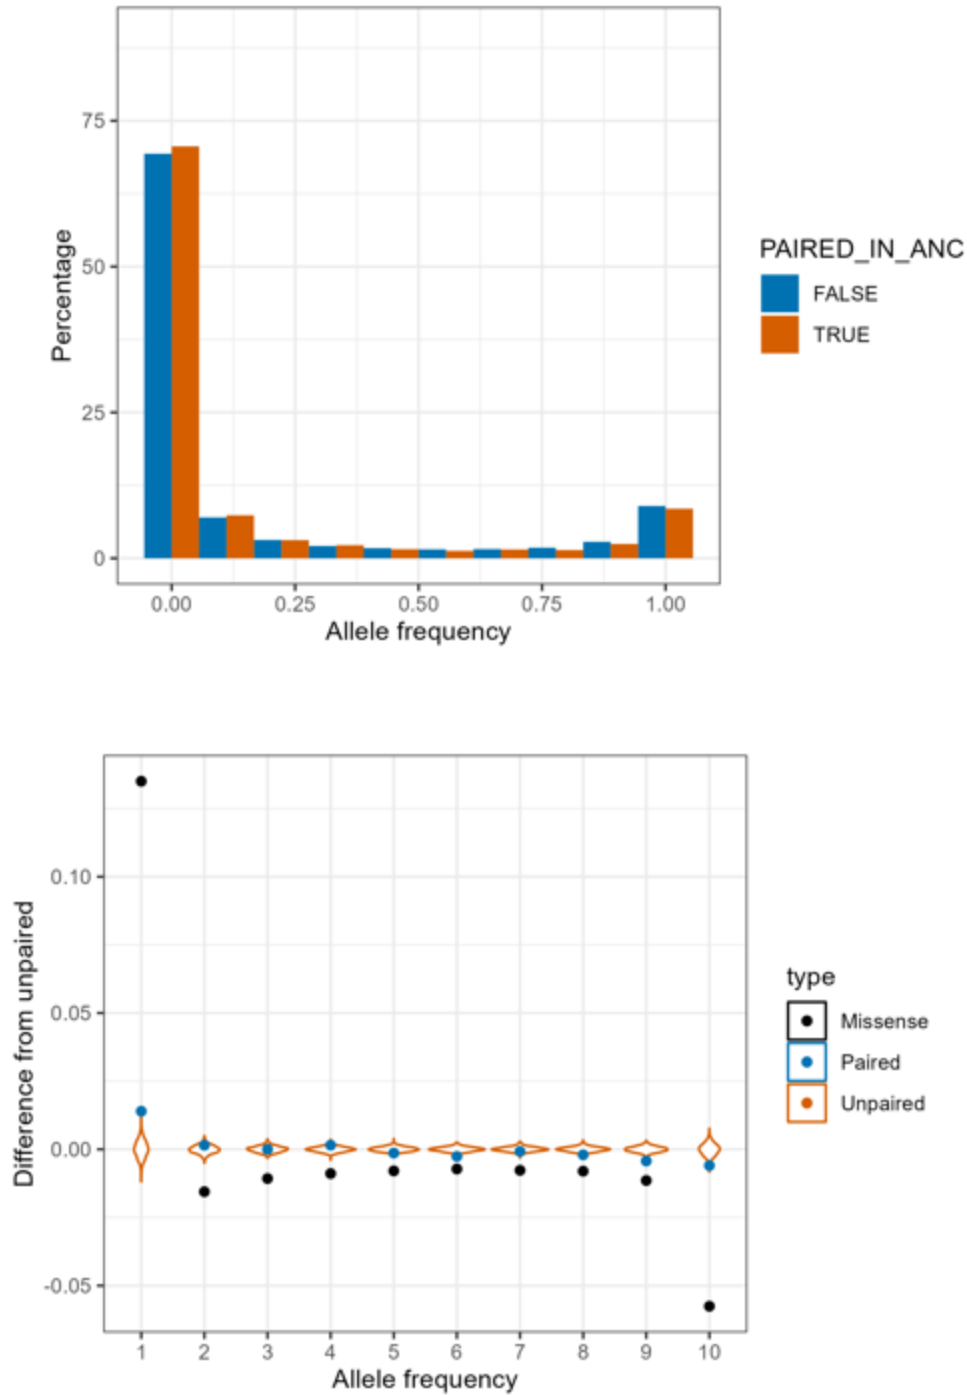 75
50
25
0
Percentage
0.00 0.25 0.50 0.75 1.00
Allele frequency
PAIRED_IN_ANC
FALSE
TRUE
0.10
0.05
0.00
-0.05
Difference from unpaired
1 2 3 4 5 6 7 8 9 10
Allele frequency
type
Missense
Paired
Unpaired